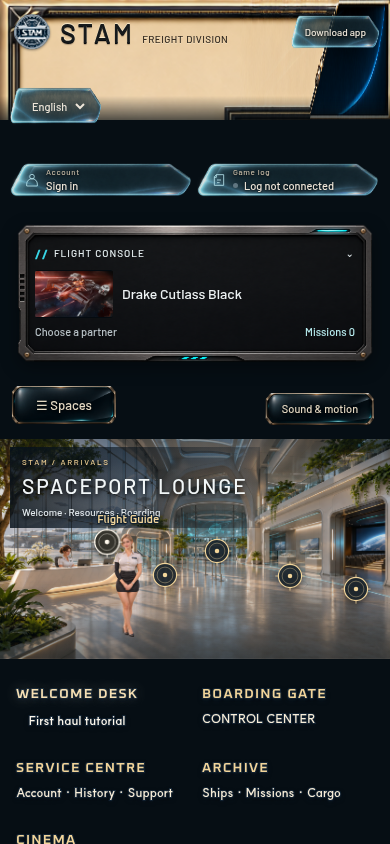 STAM
STAM FREIGHT DIVISION
Download app
English
Account
Sign in
Game log
Log not connected
// FLIGHT CONSOLE
Drake Cutlass Black
Choose a partner
Missions 0
☰ Spaces
Sound & motion
STAM / ARRIVALS
SPACEPORT LOUNGE
Welcome · Resources · Boarding
Flight Guide
WELCOME DESK
First haul tutorial
BOARDING GATE
CONTROL CENTER
SERVICE CENTRE
Account · History · Support
ARCHIVE
Ships · Missions · Cargo
CINEMA